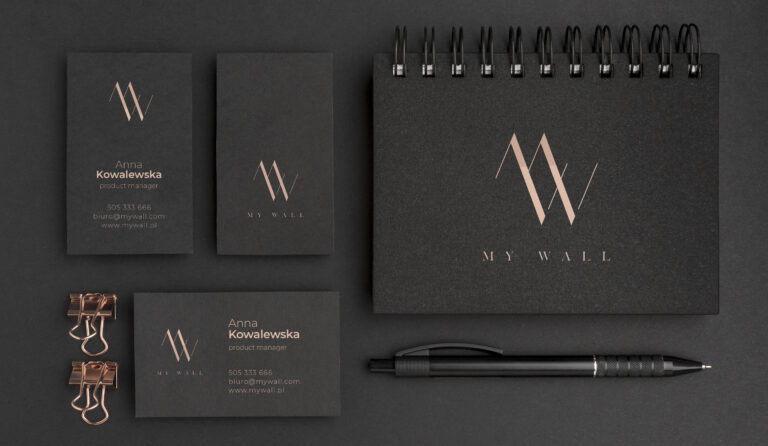 Anna
Kowalewska
product manager
505 333 666
biuro@mywall.com
www.mywall.pl
MY WALL
MY WALL
MY WALL
Anna
Kowalewska
product manager
505 333 666
biuro@mywall.com
www.mywall.pl